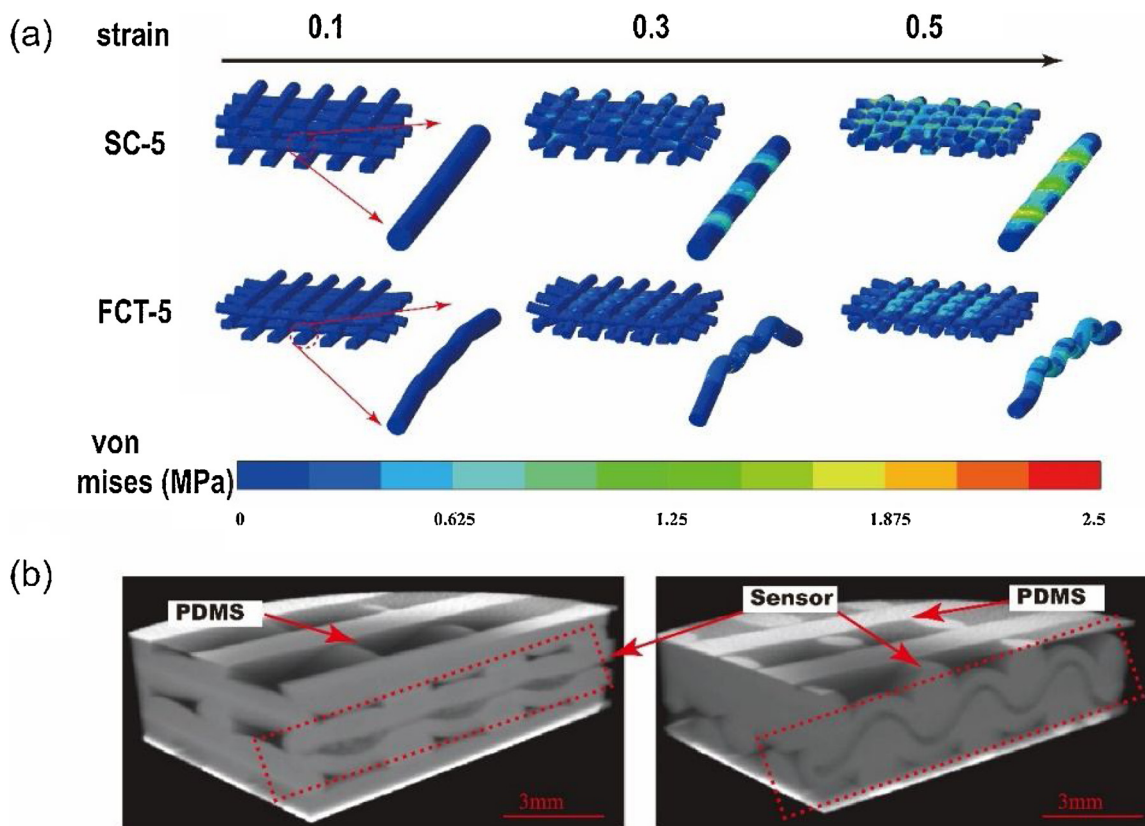 (a)
strain 0.1 0.3 0.5
SC-5
FCT-5
von
mises (MPa)
0 0.625 1.25 1.875 2.5
(b)
PDMS Sensor PDMS
3mm 3mm